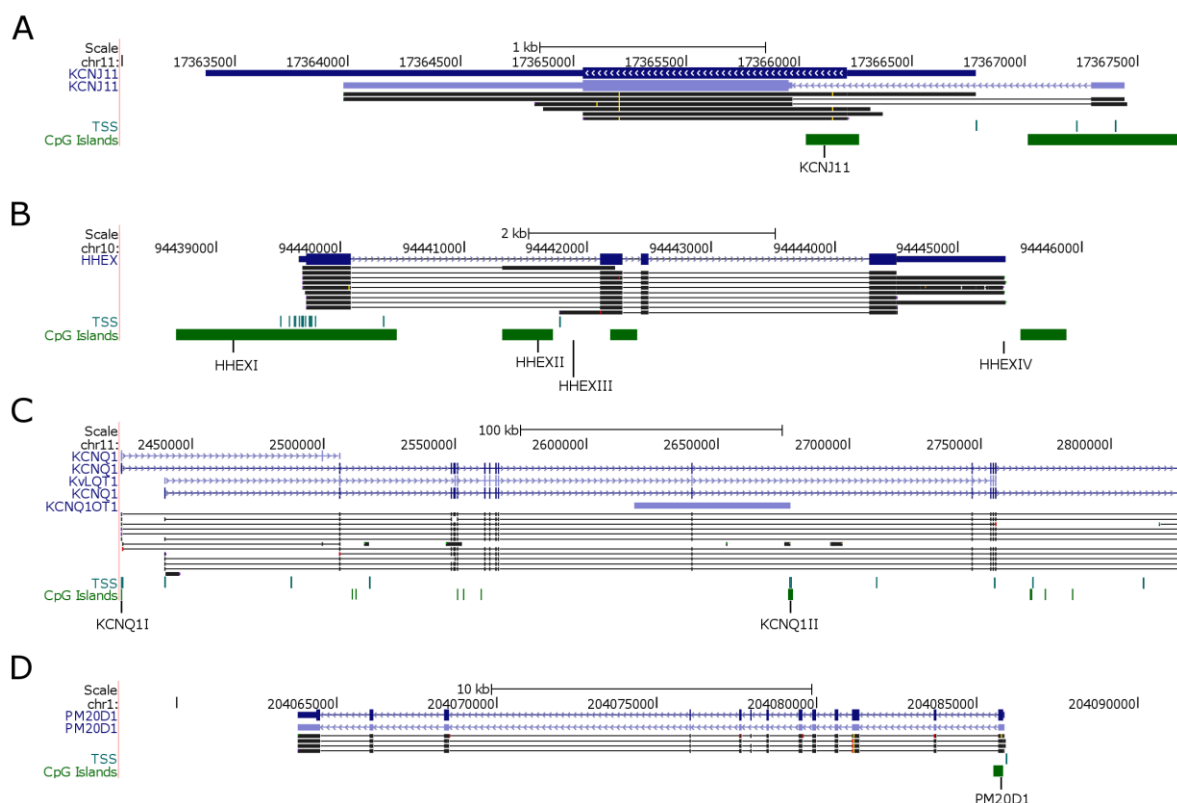 A
Scale 1 kb
chr11: 17363500 17364000 17364500 17365000 17365500 17366000 17366500 17367000 17367500
KCNJ11
KCNJ11
TSS
CpG Islands
KCNJ11
B
Scale 2 kb
chr10: 94439000 94440000 94441000 94442000 94443000 94444000 94445000 94446000
HHEX
TSS
CpG Islands
HHEXI HHEXII HHEXIII HHEXIV
C
Scale 100 kb
chr11: 2450000 2500000 2550000 2600000 2650000 2700000 2750000 2800000
KCNQ1
KCNQ1
KvLQT1
KCNQ1
KCNQ1OT1
TSS
CpG Islands
KCNQ1I KCNQ1II
D
Scale 10 kb
chr1: 204065000 204070000 204075000 204080000 204085000 204090000
PM20D1
PM20D1
TSS
CpG Islands
PM20D1